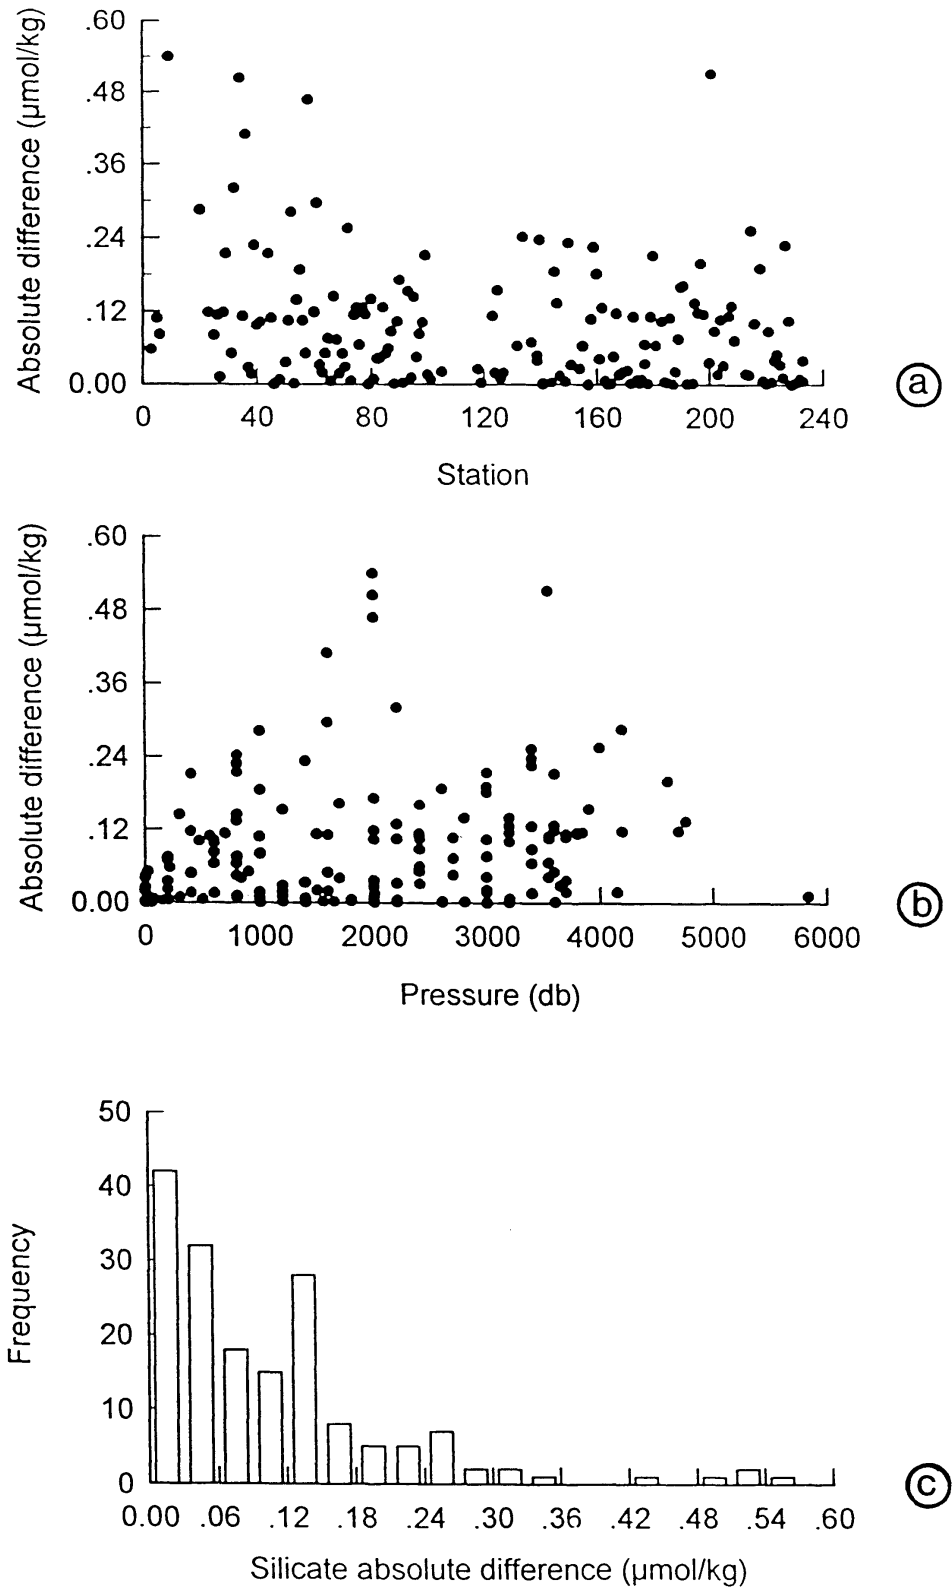 Absolute difference (µmol/kg)
.60
.48
.36
.24
.12
0.00
0 40 80 120 160 200 240
Station
a
Absolute difference (µmol/kg)
.60
.48
.36
.24
.12
0.00
0 1000 2000 3000 4000 5000 6000
Pressure (db)
b
Frequency
50
40
30
20
10
0
0.00 .06 .12 .18 .24 .30 .36 .42 .48 .54 .60
Silicate absolute difference (µmol/kg)
c